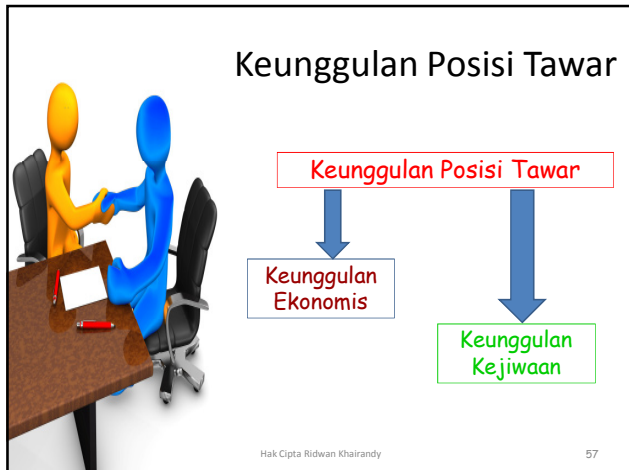 Keunggulan Posisi Tawar
Keunggulan Posisi Tawar
Keunggulan
Ekonomis
Keunggulan
Kejiwaan
Hak Cipta Ridwan Khairandy
57